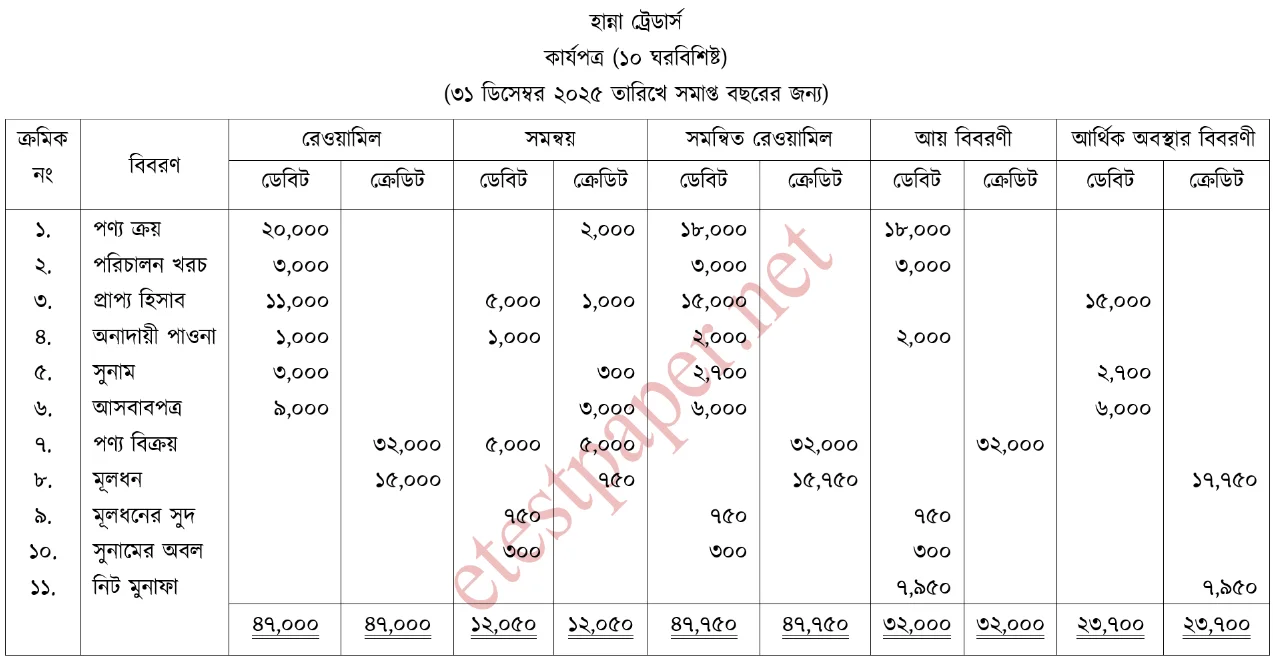 হান্না ট্রেডার্স
কার্যপত্র (১০ ঘরবিশিষ্ট)
(৩১ ডিসেম্বর ২০২৫ তারিখে সমাপ্ত বছরের জন্য)
ক্রমিক নং বিবরণ রেওয়ামিল সমন্বয় সমন্বিত রেওয়ামিল আয় বিবরণী আর্থিক অবস্থার বিবরণী
ডেবিট ক্রেডিট ডেবিট ক্রেডিট ডেবিট ক্রেডিট ডেবিট ক্রেডিট ডেবিট ক্রেডিট
১. পণ্য ক্রয় ২০,০০০ ২,০০০ ১৮,০০০ ১৮,০০০
২. পরিচালন খরচ ৩,০০০ ৩,০০০ ৩,০০০
৩. প্রাপ্য হিসাব ১১,০০০ ৫,০০০ ১,০০০ ১৫,০০০ ১৫,০০০
৪. অনাদায়ী পাওনা ১,০০০ ১,০০০ ২,০০০ ২,০০০
৫. সুনাম ৩,০০০ ৩০০ ২,৭০০ ২,৭০০
৬. আসবাবপত্র ৯,০০০ ৩,০০০ ৬,০০০ ৬,০০০
৭. পণ্য বিক্রয় ৩২,০০০ ৫,০০০ ৫,০০০ ৩২,০০০ ৩২,০০০
৮. মূলধন ১৫,০০০ ৭৫০ ১৫,৭৫০ ১৭,৭৫০
৯. মূলধনের সুদ ৭৫০ ৭৫০ ৭৫০
১০. সুনামের অবল ৩০০ ৩০০ ৩০০
১১. নিট মুনাফা ৭,৯৫০ ৭,৯৫০
৪৭,০০০ ৪৭,০০০ ১২,০৫০ ১২,০৫০ ৪৭,৭৫০ ৪৭,৭৫০ ৩২,০০০ ৩২,০০০ ২৩,৭০০ ২৩,৭০০
etestpaper.net